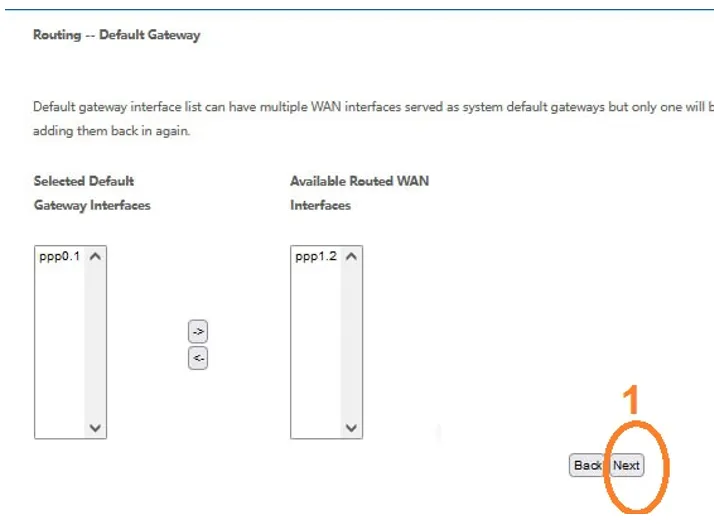 Routing -- Default Gateway
Default gateway interface list can have multiple WAN interfaces served as system default gateways but only one will
adding them back in again.
Selected Default
Gateway Interfaces
Available Routed WAN
Interfaces
ppp0.1
ppp1.2
->
<-
1
Back
Next